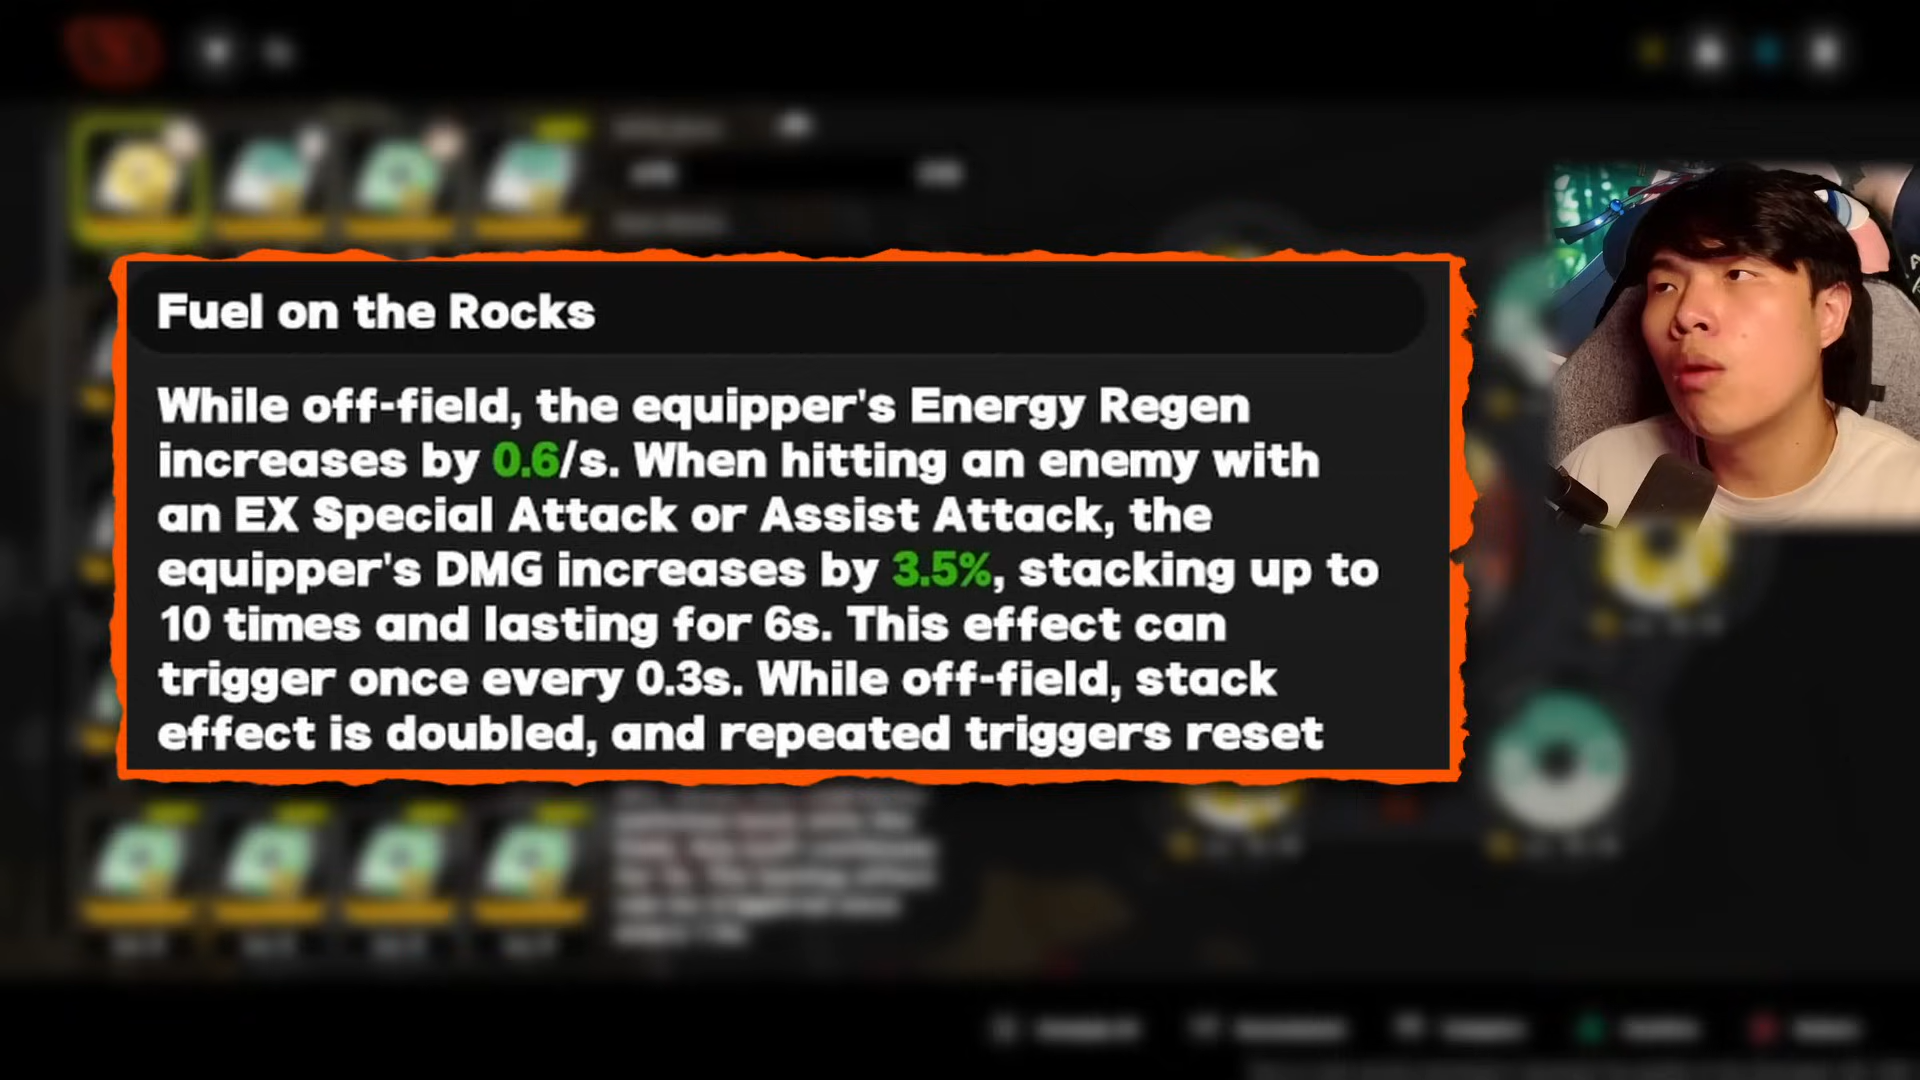 Fuel on the Rocks
While off-field, the equipper's Energy Regen
increases by 0.6/s. When hitting an enemy with
an EX Special Attack or Assist Attack, the
equipper's DMG increases by 3.5%, stacking up to
10 times and lasting for 6s. This effect can
trigger once every 0.3s. While off-field, stack
effect is doubled, and repeated triggers reset